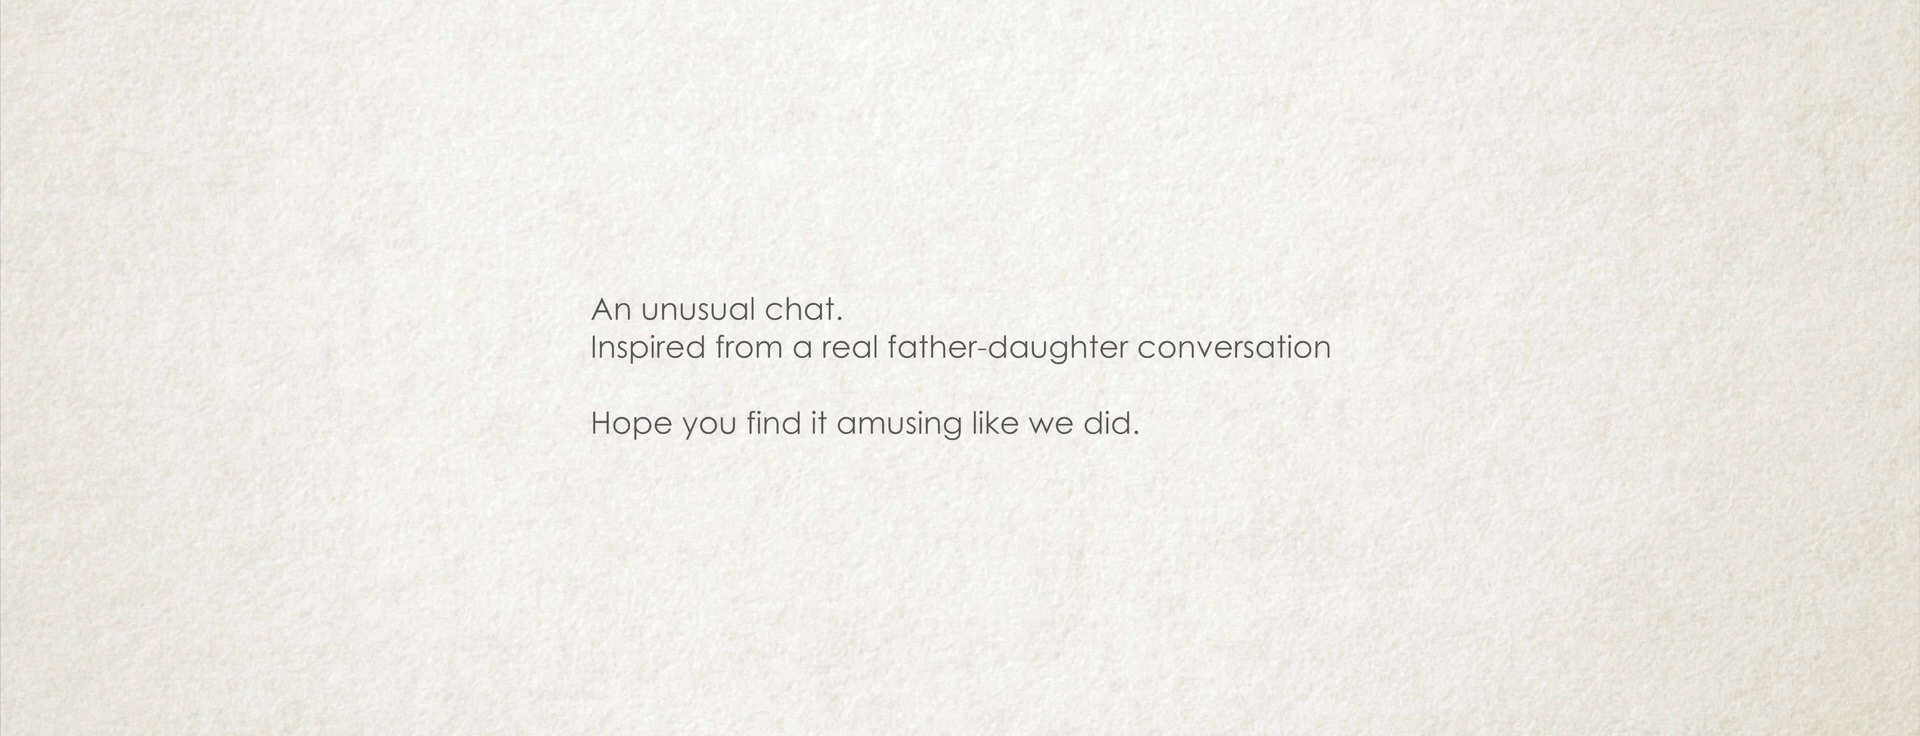 An unusual chat.
Inspired from a real father-daughter conversation
Hope you find it amusing like we did.